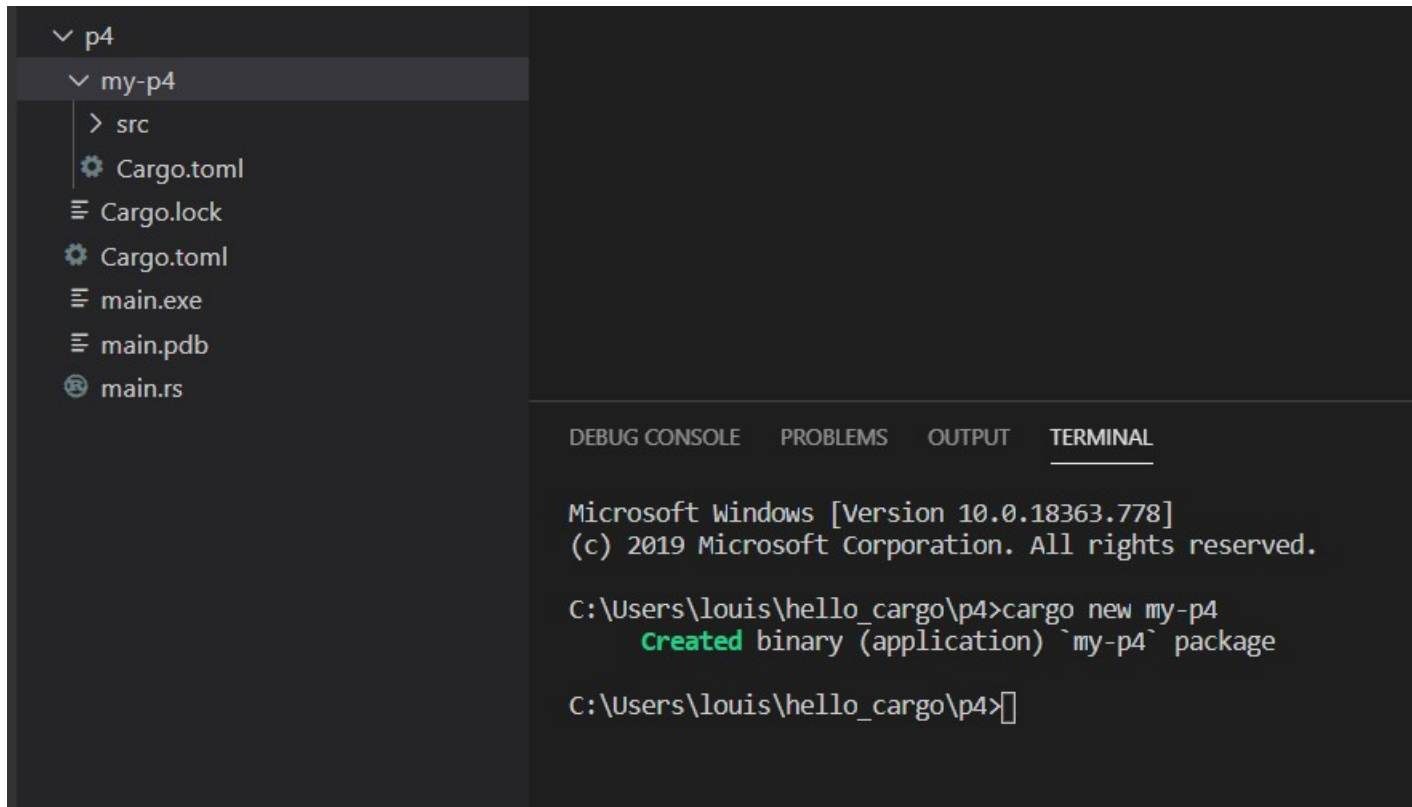 p4
my-p4
src
Cargo.toml
Cargo.lock
Cargo.toml
main.exe
main.pdb
main.rs
DEBUG CONSOLE PROBLEMS OUTPUT TERMINAL
Microsoft Windows [Version 10.0.18363.778]
(c) 2019 Microsoft Corporation. All rights reserved.
C:\Users\louis\hello_cargo\p4>cargo new my-p4
Created binary (application) `my-p4` package
C:\Users\louis\hello_cargo\p4>